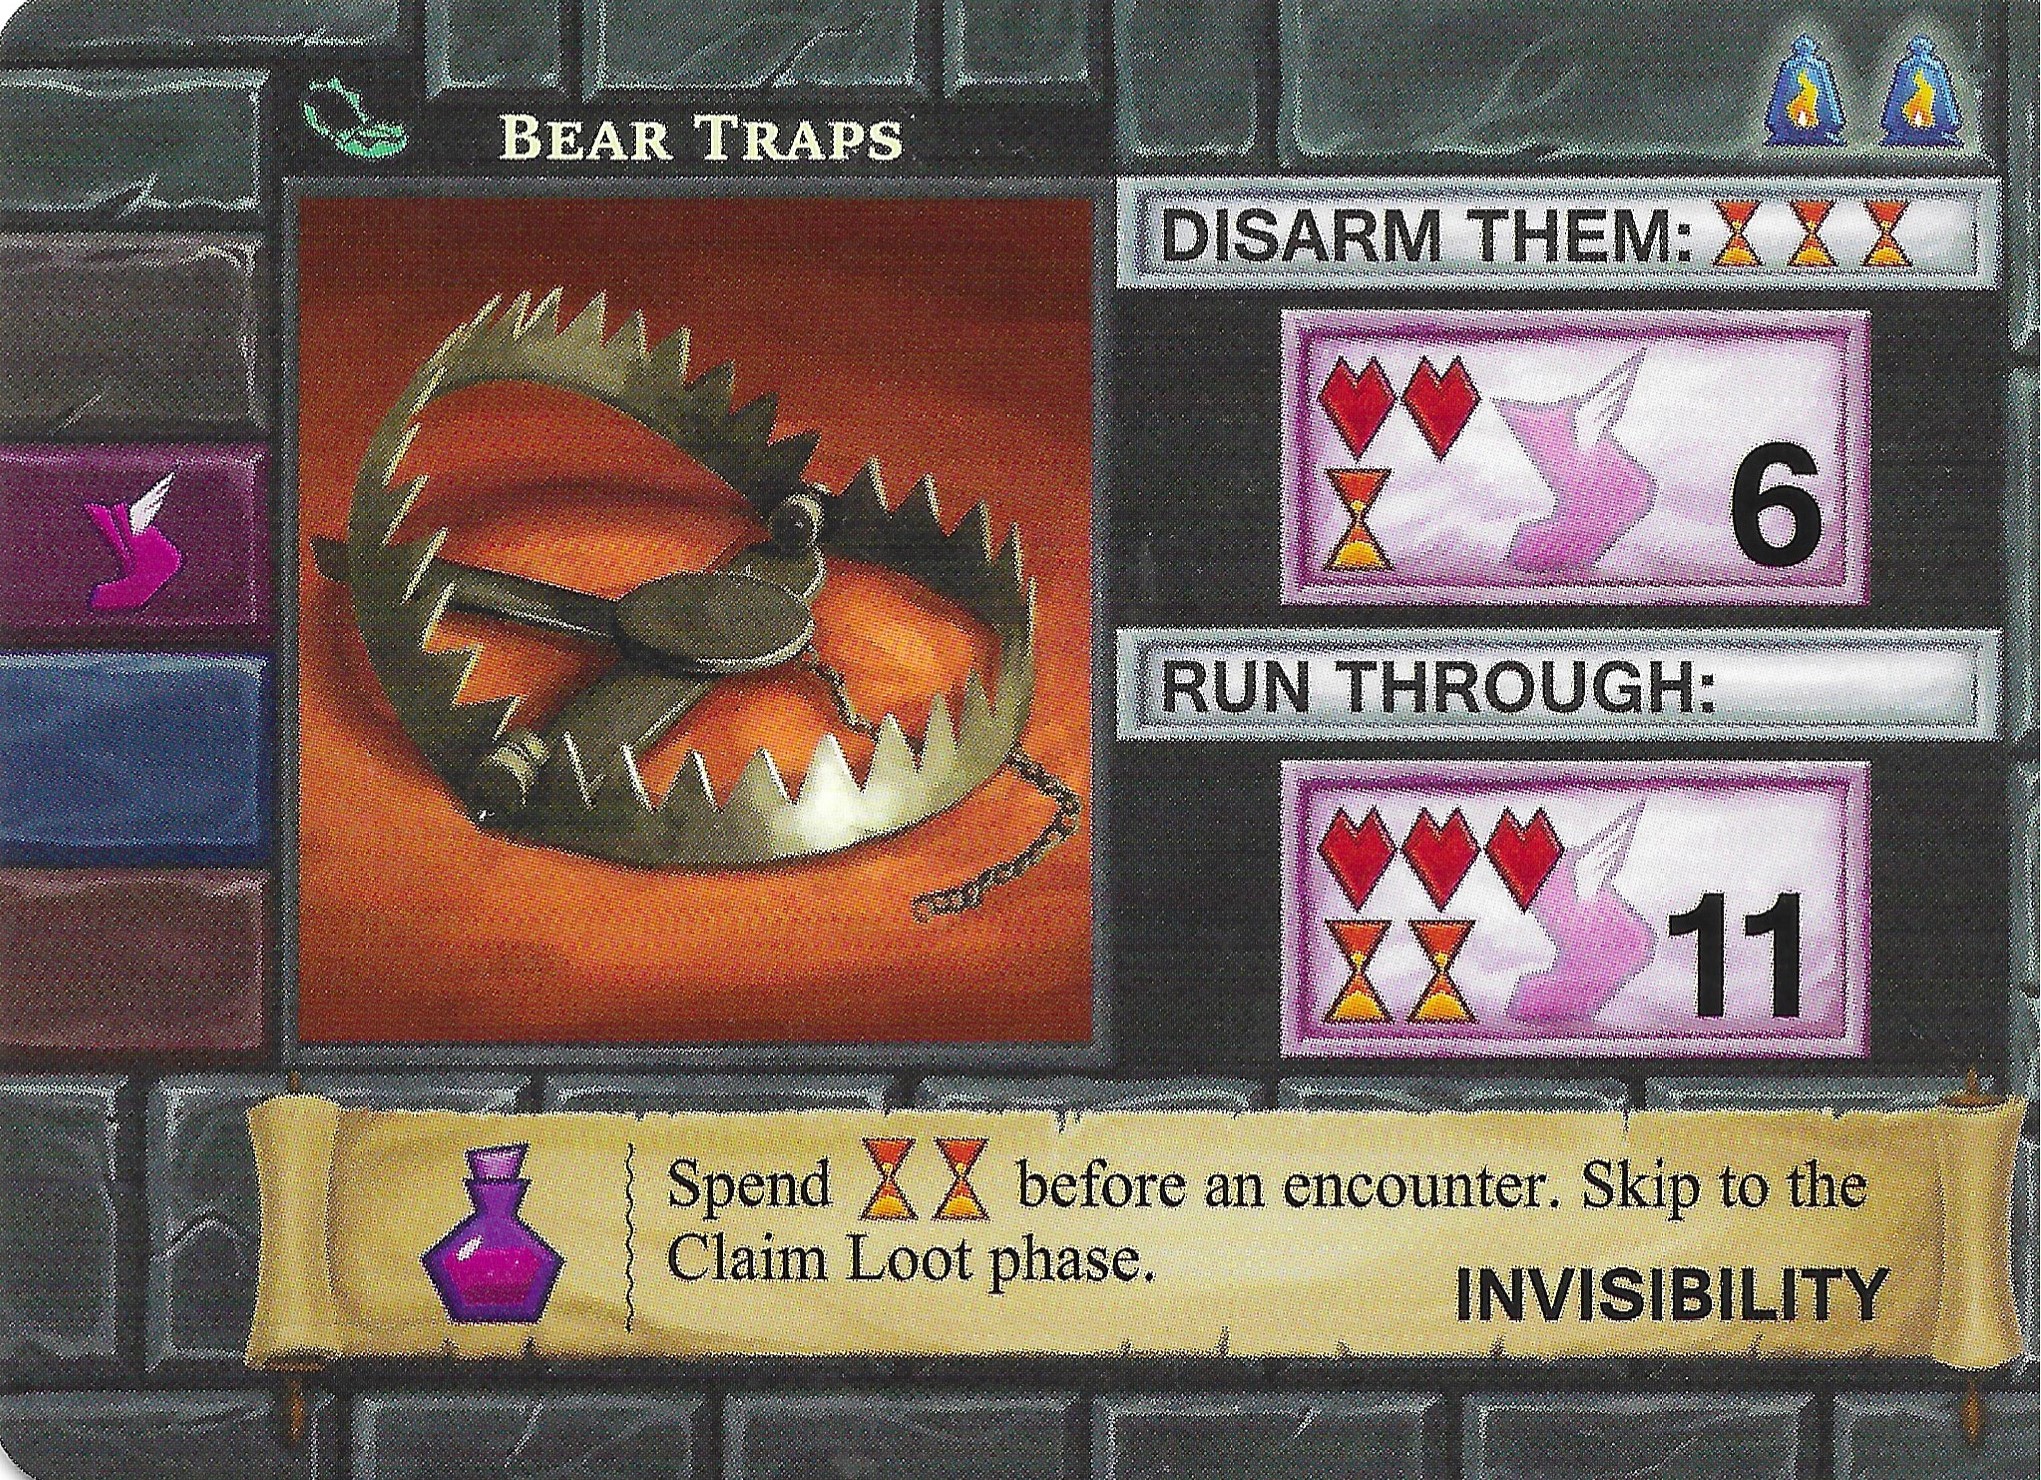 BEAR TRAPS
DISARM THEM:
6
RUN THROUGH:
11
Spend before an encounter. Skip to the
Claim Loot phase.
INVISIBILITY